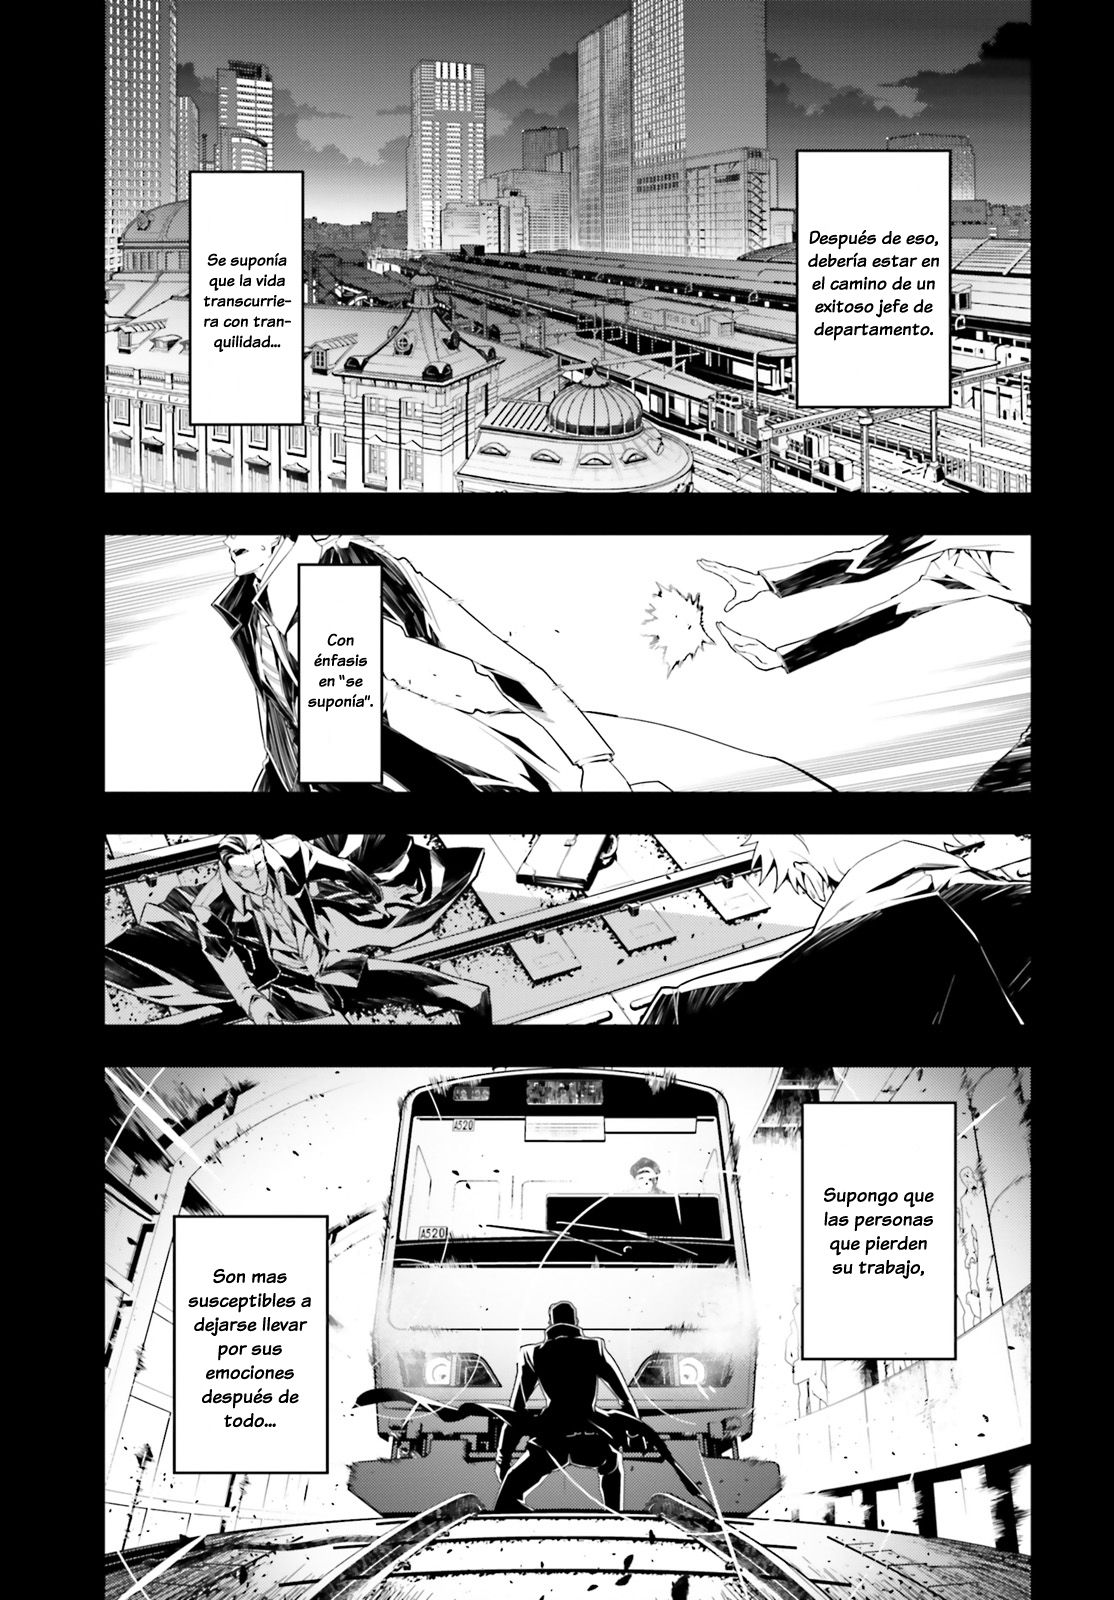 Después de eso,
debería estar en
el camino de un
exitoso jefe de
departamento.
Se suponía
que la vida
transcurrie-
ra con tran-
quilidad...
Con
énfasis
en "se
suponía".
A520
A520
Supongo que
las personas
que pierden
su trabajo,
Son mas
susceptibles a
dejarse llevar
por sus
emociones
después de
todo...